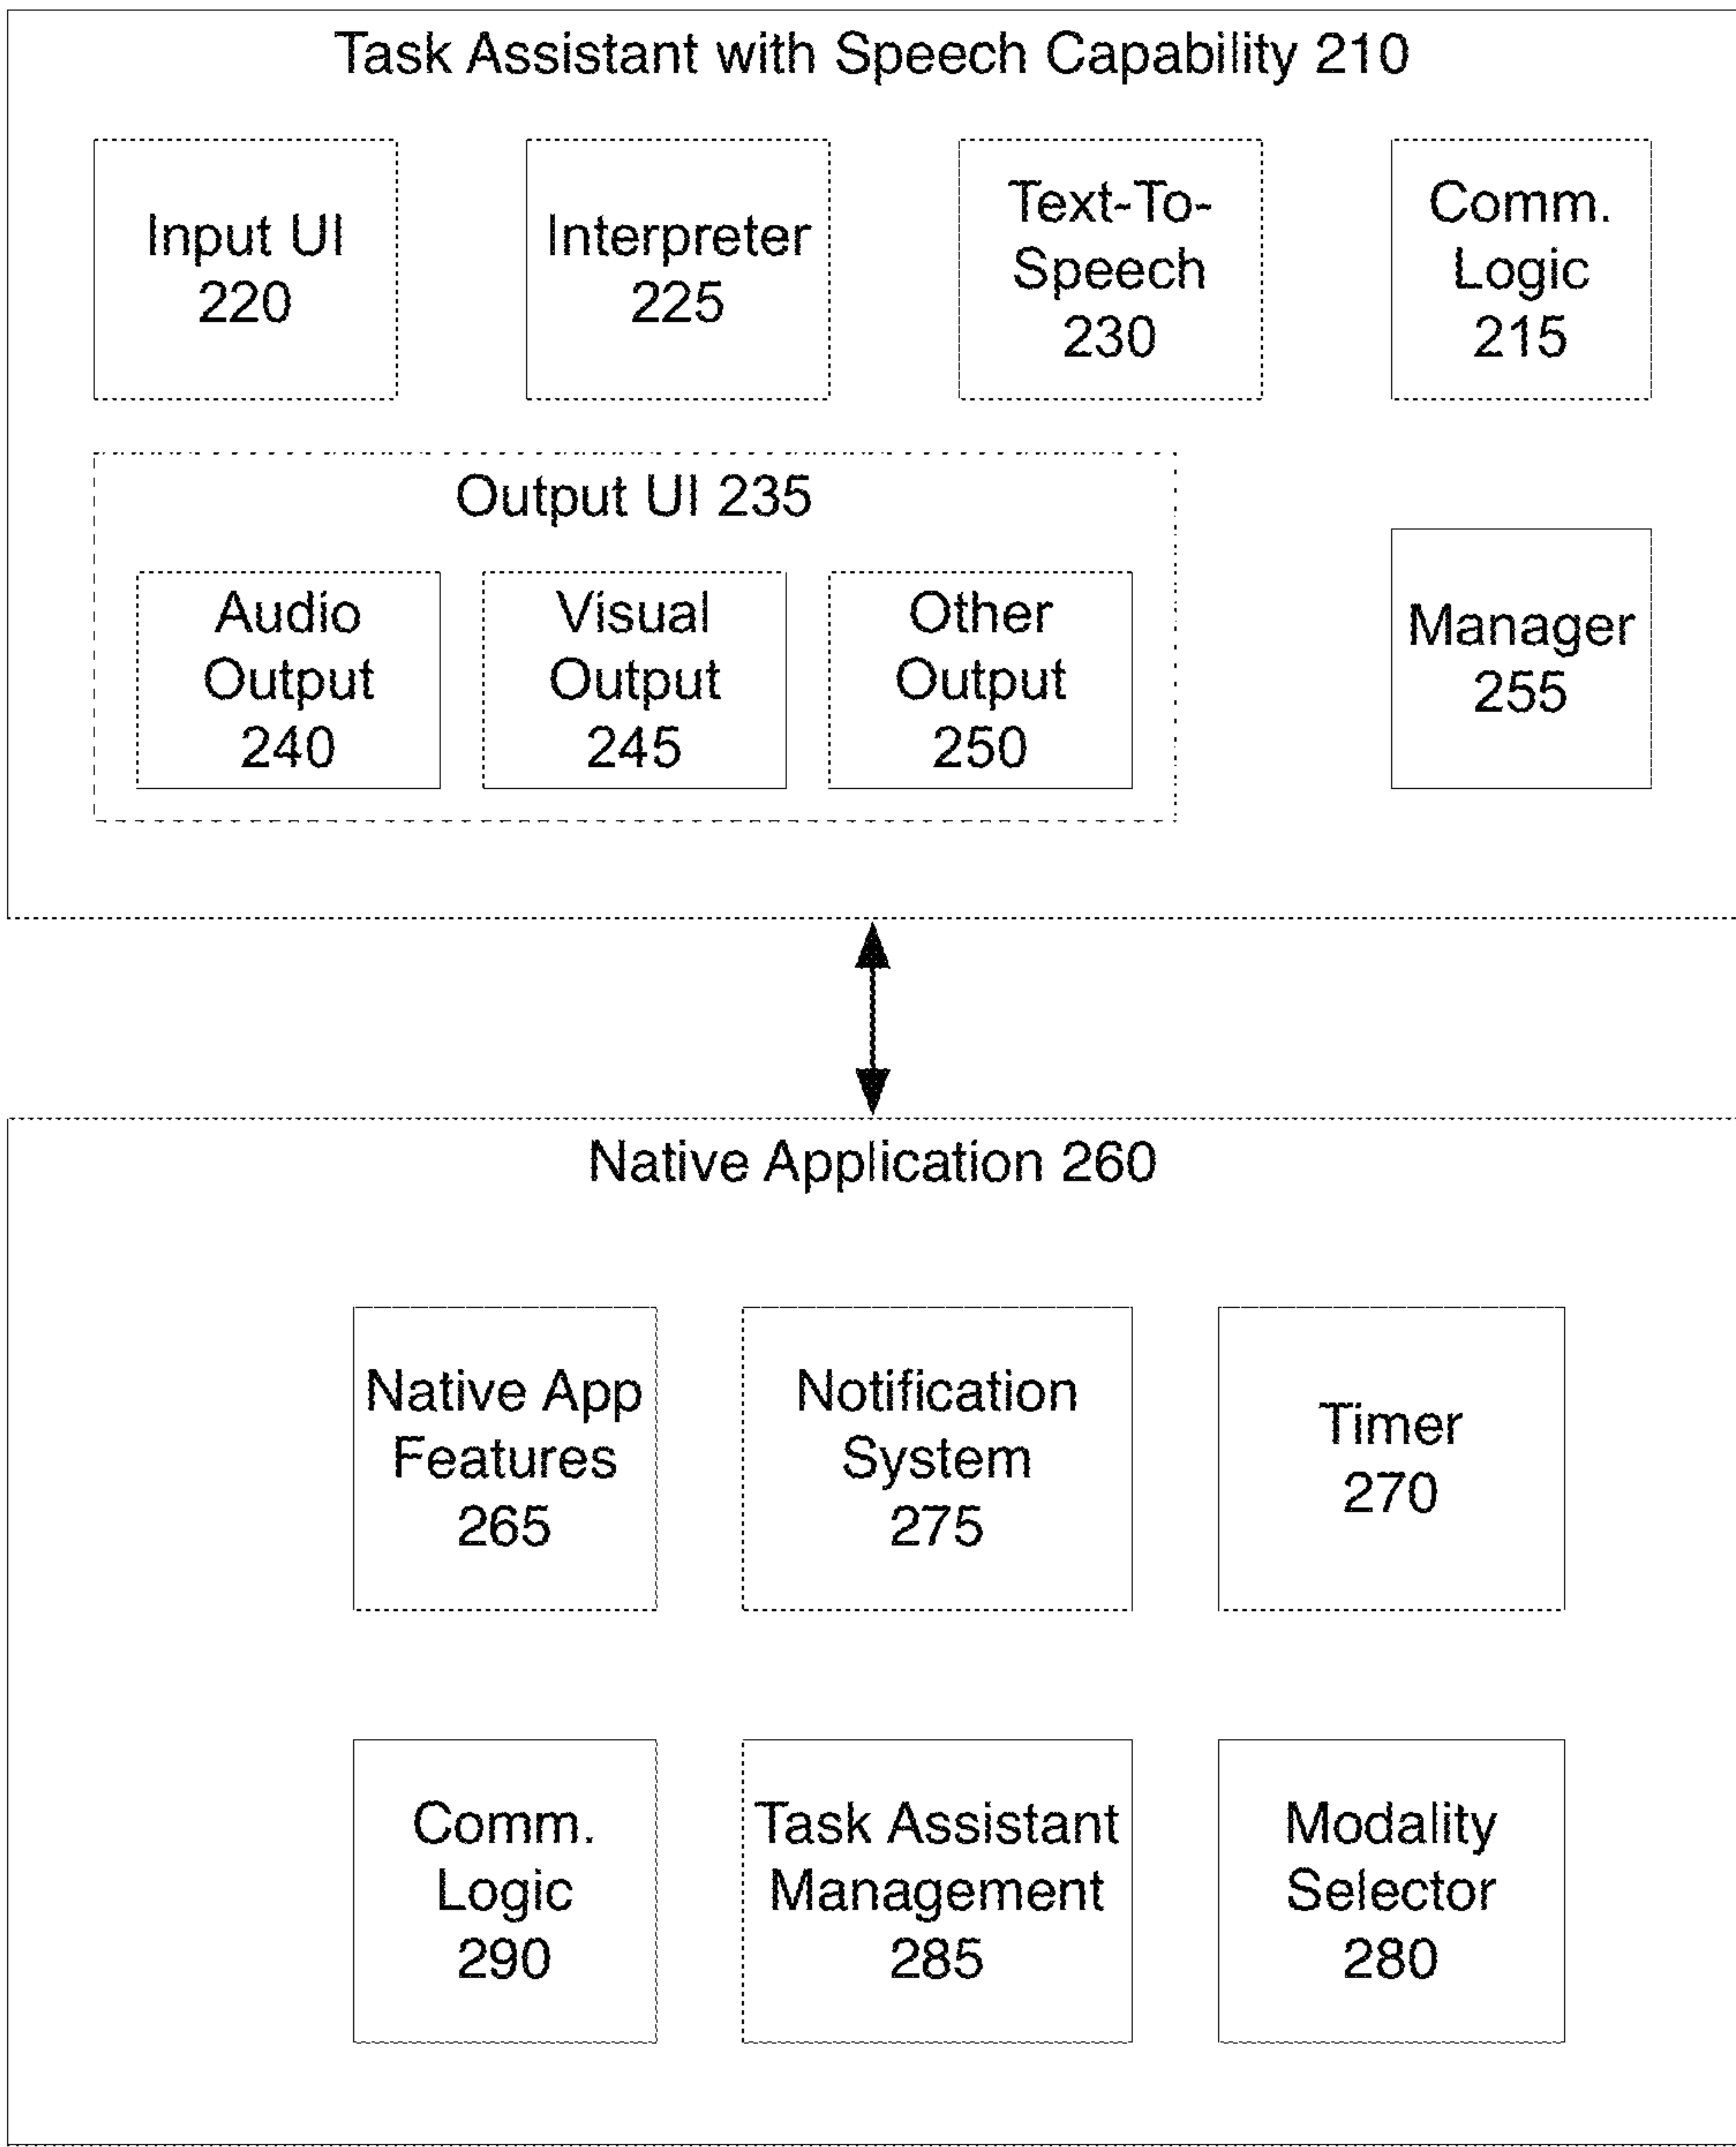 Task Assistant with Speech Capability 210
Input UI
220
Interpreter
225
Text-To-
Speech
230
Comm.
Logic
215
Output UI 235
Audio
Output
240
Visual
Output
245
Other
Output
250
Manager
255
Native Application 260
Native App
Features
265
Notification
System
275
Timer
270
Comm.
Logic
290
Task Assistant
Management
285
Modality
Selector
280